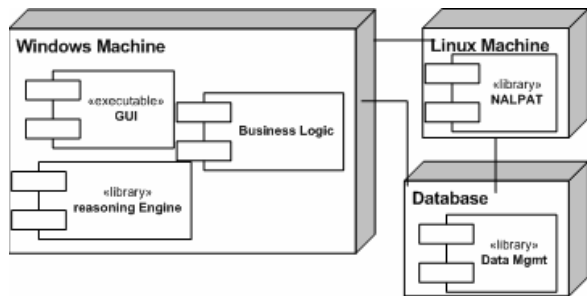 Windows Machine
«executable»
GUI
Business Logic
«library»
reasoning Engine
Linux Machine
«library»
NALPAT
Database
«library»
Data Mgmt